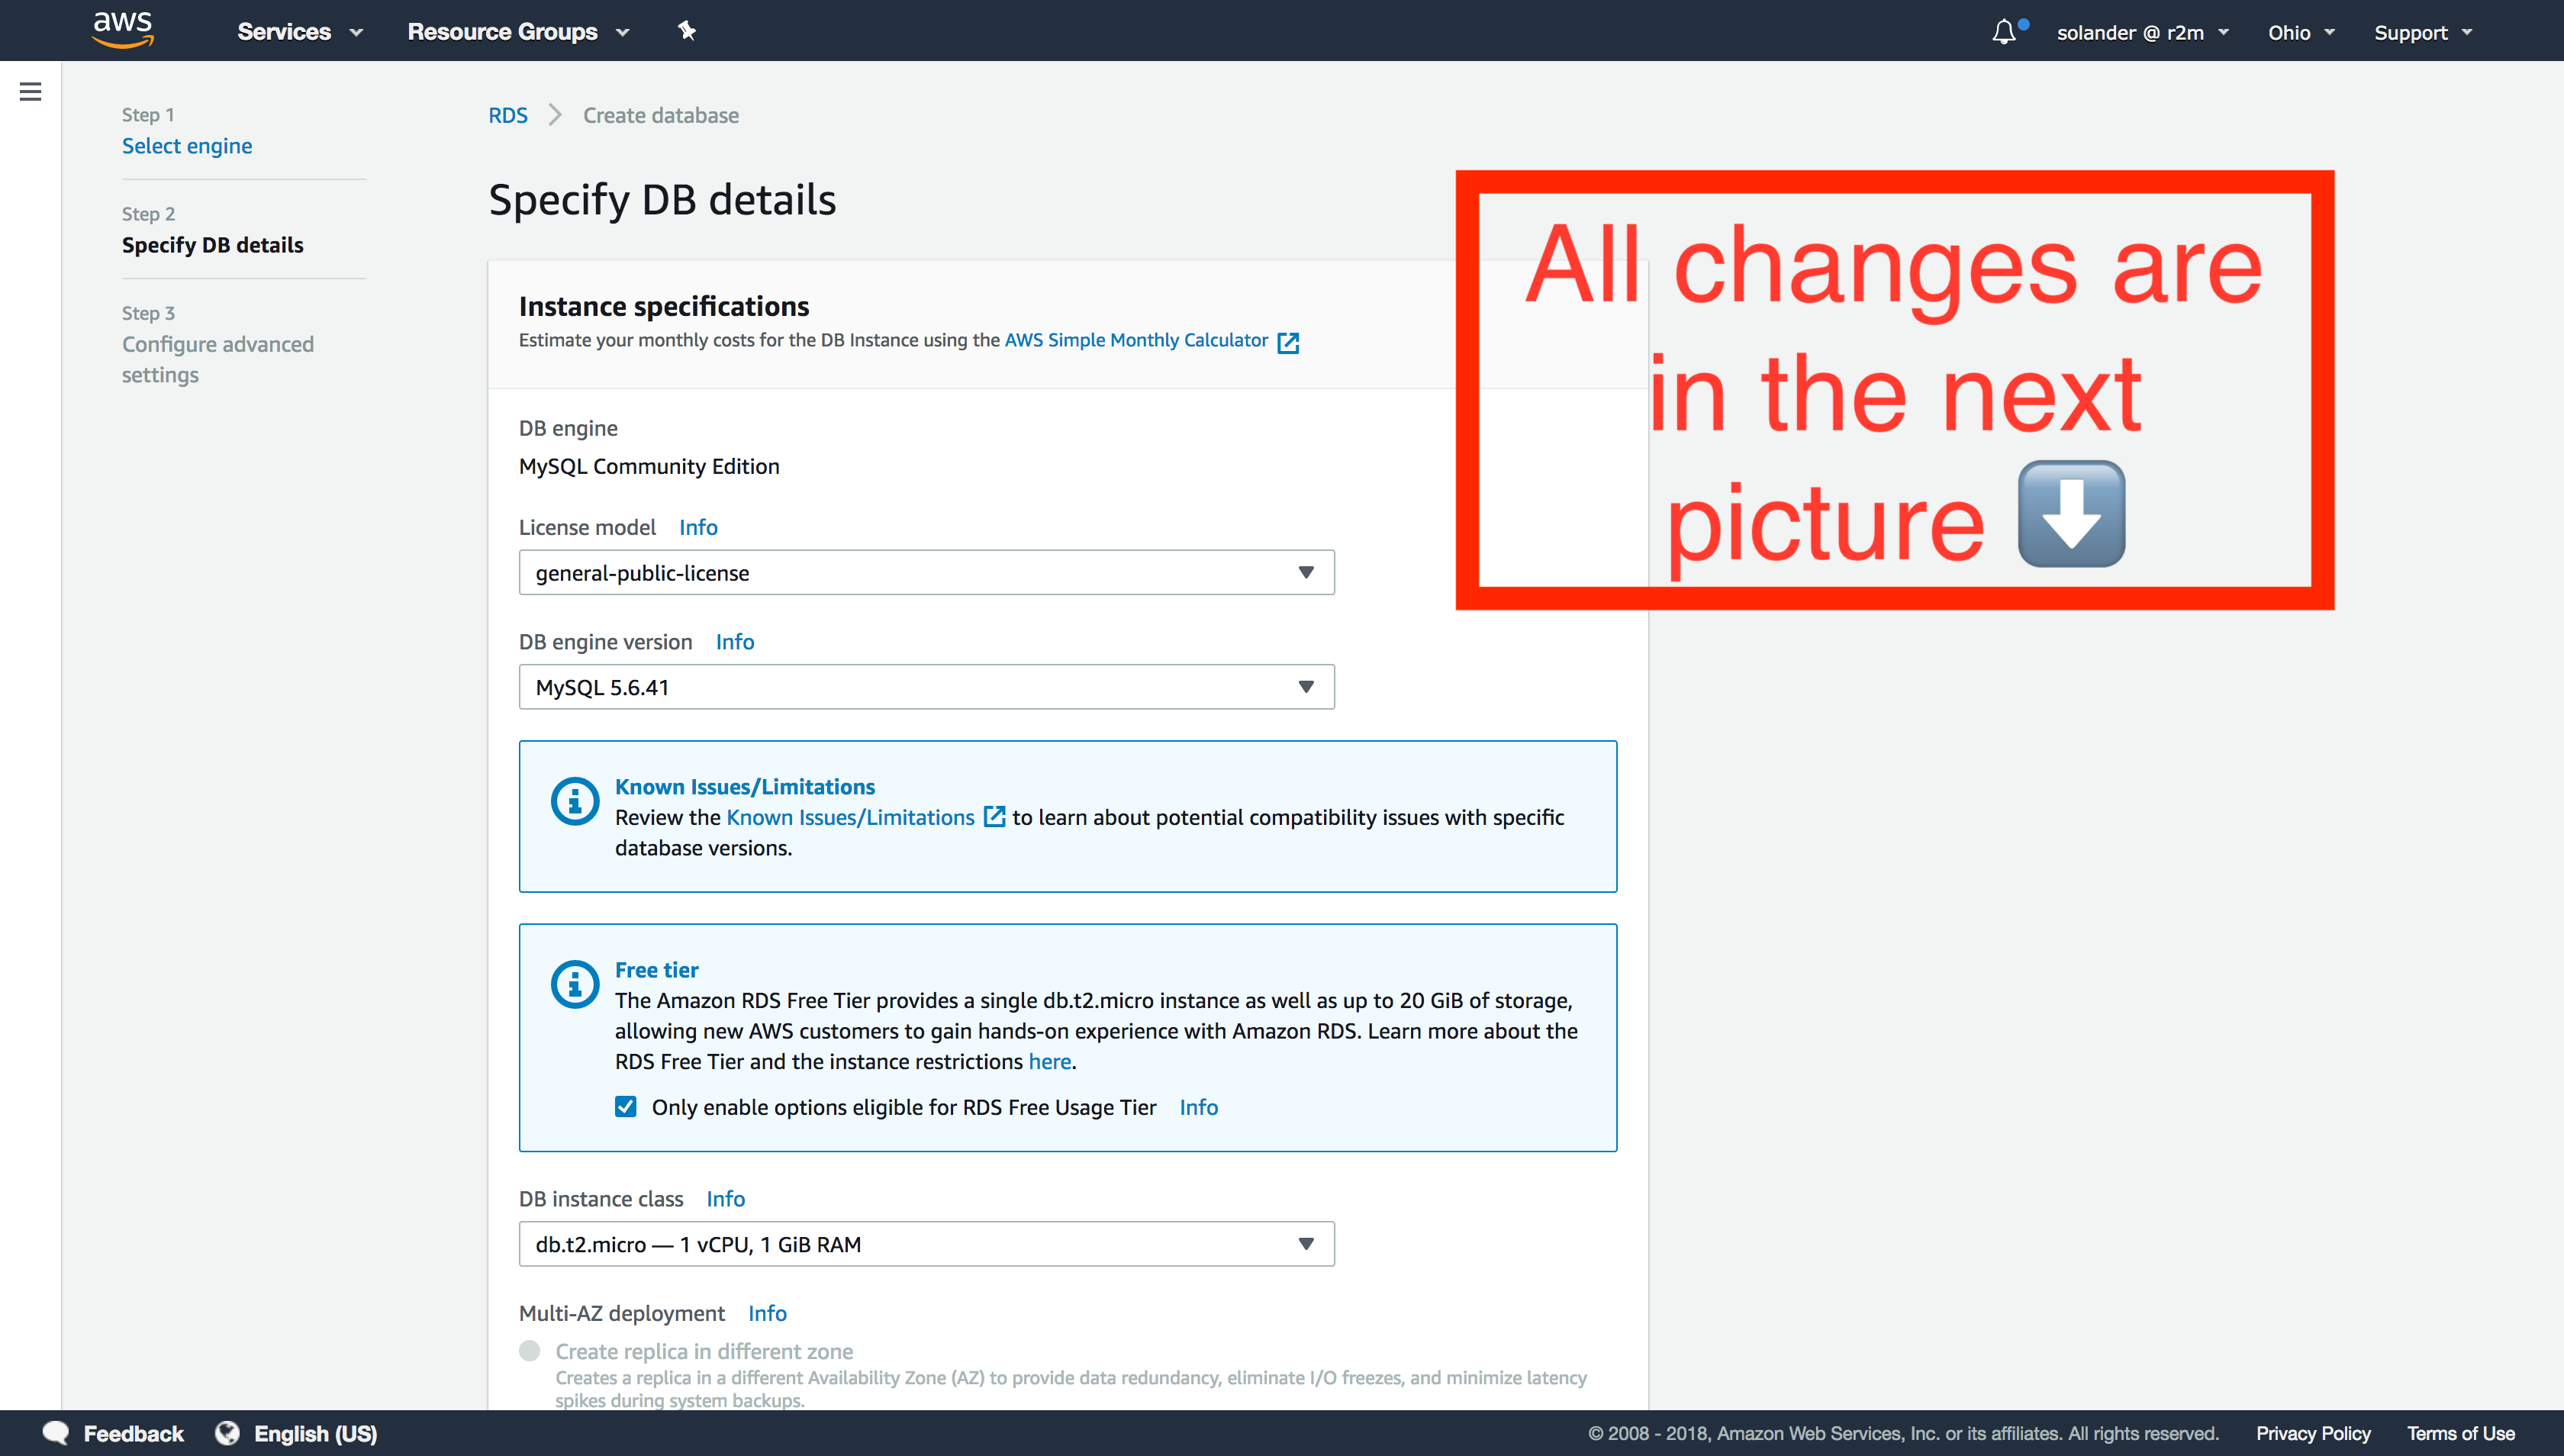 aws
Services
Resource Groups
solander @ r2m
Ohio
Support
Step 1
Select engine
Step 2
Specify DB details
Step 3
Configure advanced
settings
RDS
Create database
Specify DB details
All changes are
in the next
picture ⬇️
Instance specifications
Estimate your monthly costs for the DB Instance using the AWS Simple Monthly Calculator
DB engine
MySQL Community Edition
License model Info
general-public-license
DB engine version Info
MySQL 5.6.41
Known Issues/Limitations
Review the Known Issues/Limitations to learn about potential compatibility issues with specific
database versions.
Free tier
The Amazon RDS Free Tier provides a single db.t2.micro instance as well as up to 20 GiB of storage,
allowing new AWS customers to gain hands-on experience with Amazon RDS. Learn more about the
RDS Free Tier and the instance restrictions here.
Only enable options eligible for RDS Free Usage Tier Info
DB instance class Info
db.t2.micro — 1 vCPU, 1 GiB RAM
Multi-AZ deployment Info
Create replica in different zone
Creates a replica in a different Availability Zone (AZ) to provide data redundancy, eliminate I/O freezes, and minimize latency
spikes during system backups.
Feedback
English (US)
© 2008 - 2018, Amazon Web Services, Inc. or its affiliates. All rights reserved.
Privacy Policy
Terms of Use